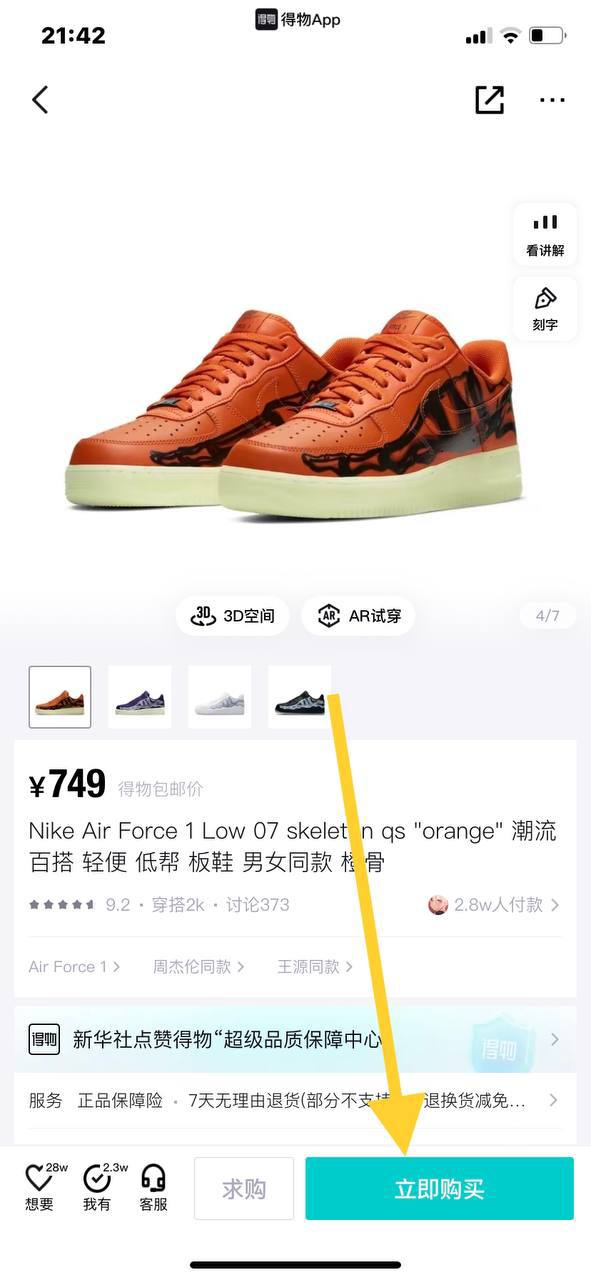 得物App
21:42
看讲解
刻字
3D空间
AR试穿
4/7
¥749 得物包邮价
Nike Air Force 1 Low 07 skelet n qs "orange" 潮流
百搭 轻便 低帮 板鞋 男女同款 橙骨
9.2 · 穿搭2k · 讨论373
2.8w人付款
Air Force 1
周杰伦同款
王源同款
得物
新华社点赞得物“超级品质保障中心
得物
服务 正品保障险 · 7天无理由退货(部分不支持 退换货减免...
28w
想要
2.3w
我有
客服
求购
立即购买